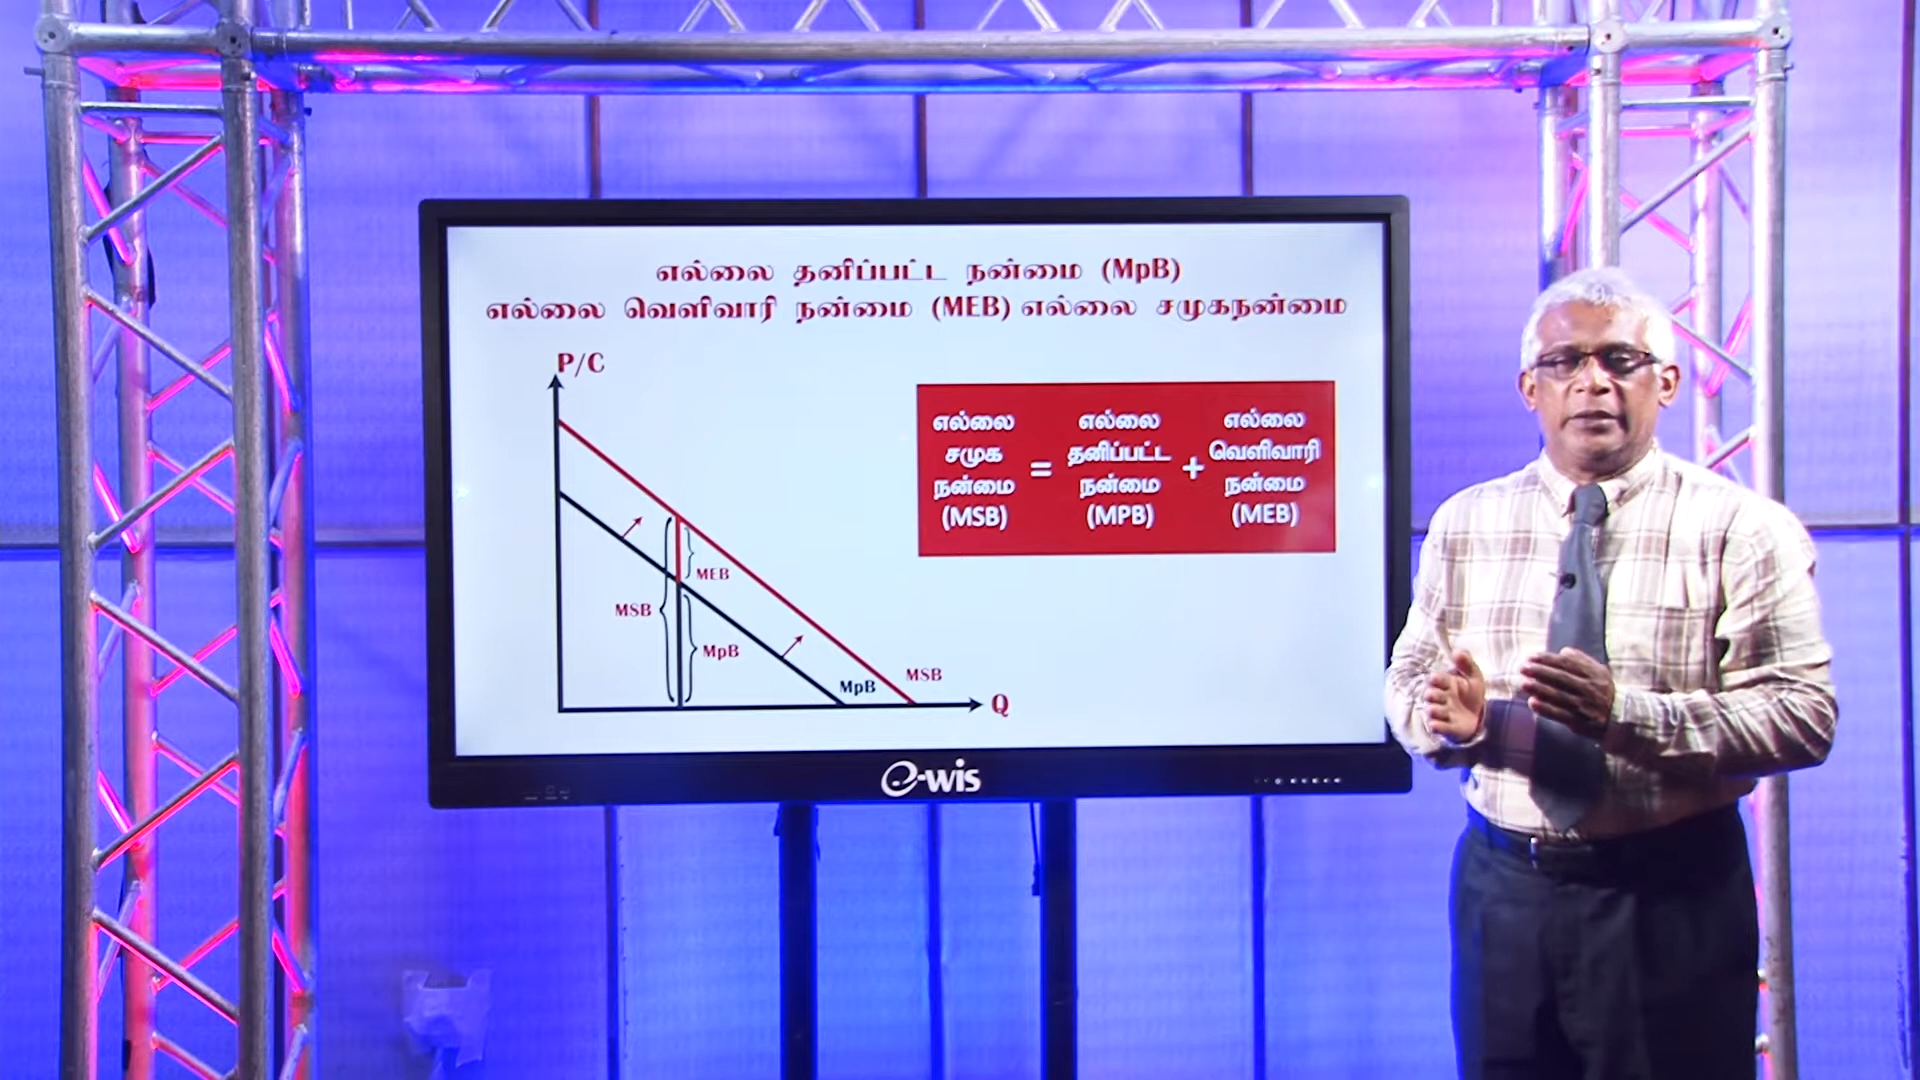 எல்லை தனிப்பட்ட நன்மை (MpB)
எல்லை வெளிவாரி நன்மை (MEB) எல்லை சமுகநன்மை
P/C
எல்லை
சமுக
நன்மை
(MSB)
=
எல்லை
தனிப்பட்ட
நன்மை
(MPB)
+
எல்லை
வெளிவாரி
நன்மை
(MEB)
MEB
MSB
MpB
MpB
MSB
Q
e-wis